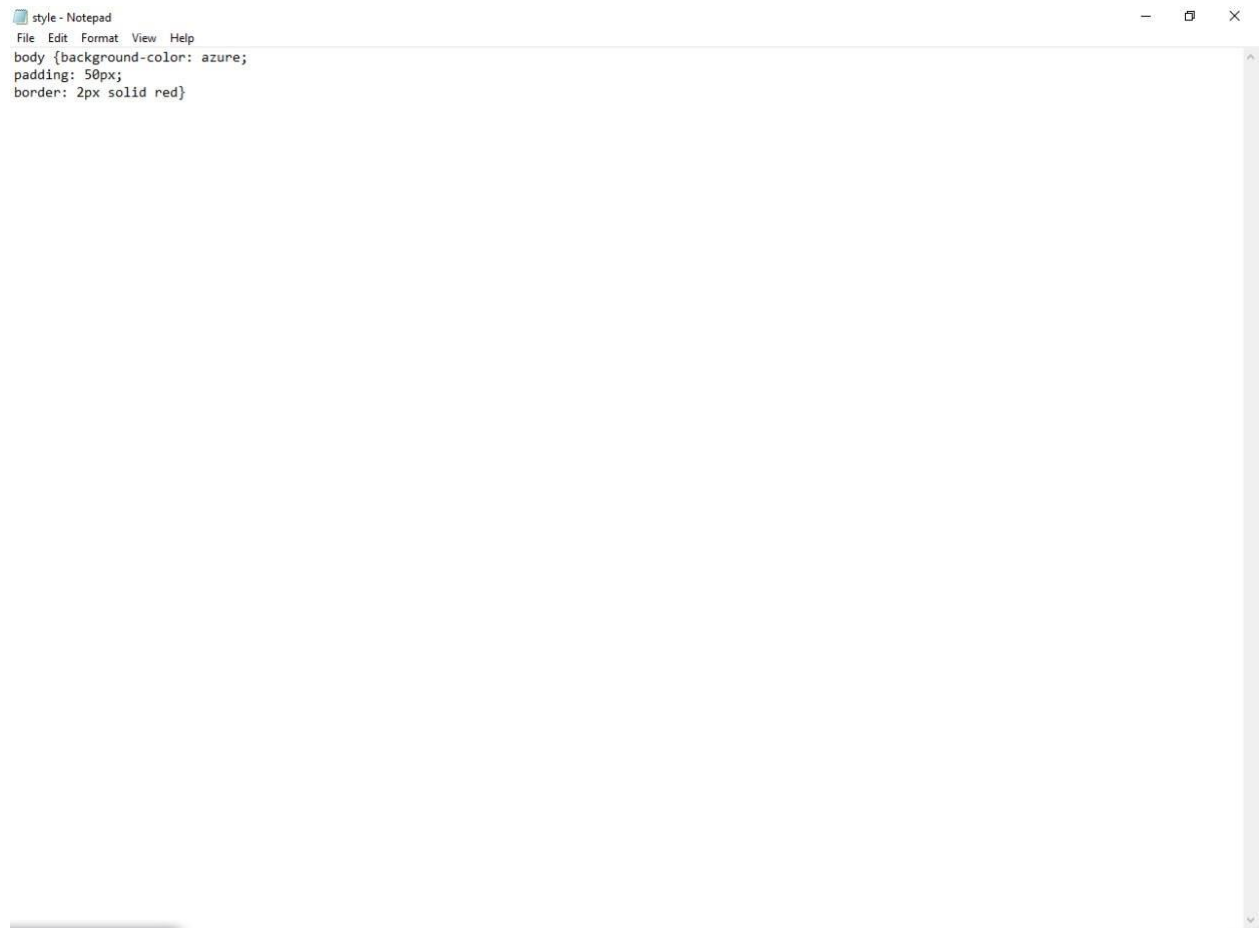 style - Notepad
File Edit Format View Help
body {background-color: azure;
padding: 50px;
border: 2px solid red}